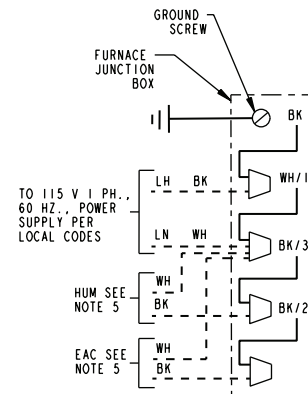 GROUND
SCREW
FURNACE
JUNCTION
BOX
BK
LH BK
WH/1
TO 115 V 1 PH.,
60 HZ., POWER
SUPPLY PER
LOCAL CODES
LN WH
BK/3
WH
HUM SEE
NOTE 5
BK
BK/2
WH
EAC SEE
NOTE 5
BK